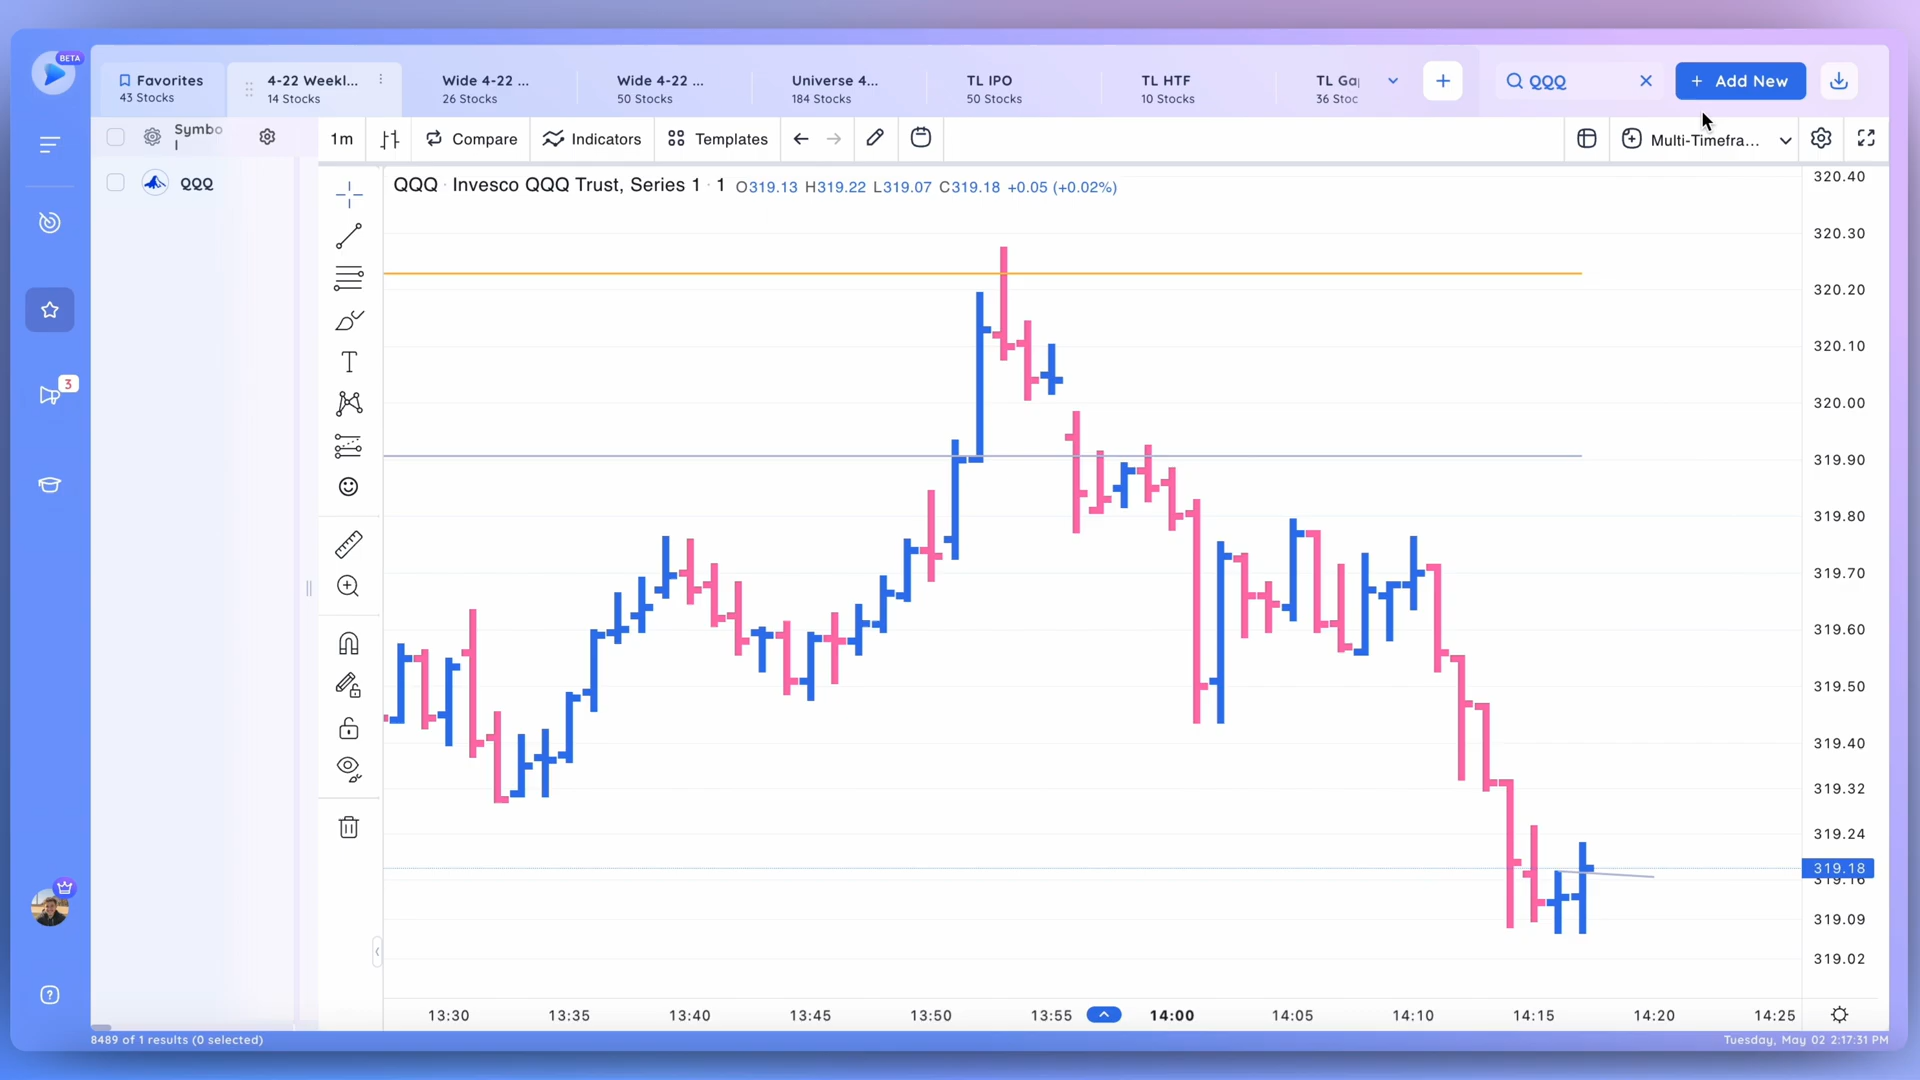 BETA
Favorites
43 Stocks
4-22 Weekl...
14 Stocks
Wide 4-22 ...
26 Stocks
Wide 4-22 ...
50 Stocks
Universe 4...
184 Stocks
TL IPO
50 Stocks
TL HTF
10 Stocks
TL Ga
36 Stoc
QQQ
+ Add New
Symbo
l
1m
Compare
Indicators
Templates
Multi-Timefra...
QQQ
QQQ · Invesco QQQ Trust, Series 1 · 1 O319.13 H319.22 L319.07 C319.18 +0.05 (+0.02%)
3
320.40
320.30
320.20
320.10
320.00
319.90
319.80
319.70
319.60
319.50
319.40
319.32
319.24
319.18
319.16
319.09
319.02
13:30 13:35 13:40 13:45 13:50 13:55 14:00 14:05 14:10 14:15 14:20 14:25
8489 of 1 results (0 selected)
Tuesday, May 02 2:17:31 PM